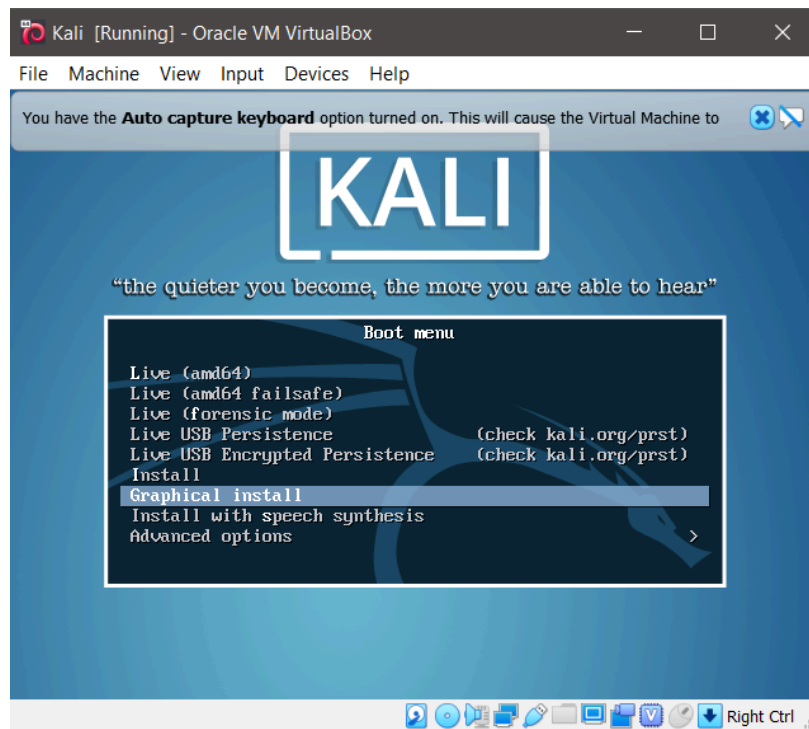 Kali [Running] - Oracle VM VirtualBox
File Machine View Input Devices Help
You have the Auto capture keyboard option turned on. This will cause the Virtual Machine to
KALI
“the quieter you become, the more you are able to hear”
Boot menu
Live (amd64)
Live (amd64 failsafe)
Live (forensic mode)
Live USB Persistence (check kali.org/prst)
Live USB Encrypted Persistence (check kali.org/prst)
Install
Graphical install
Install with speech synthesis
Advanced options >
Right Ctrl